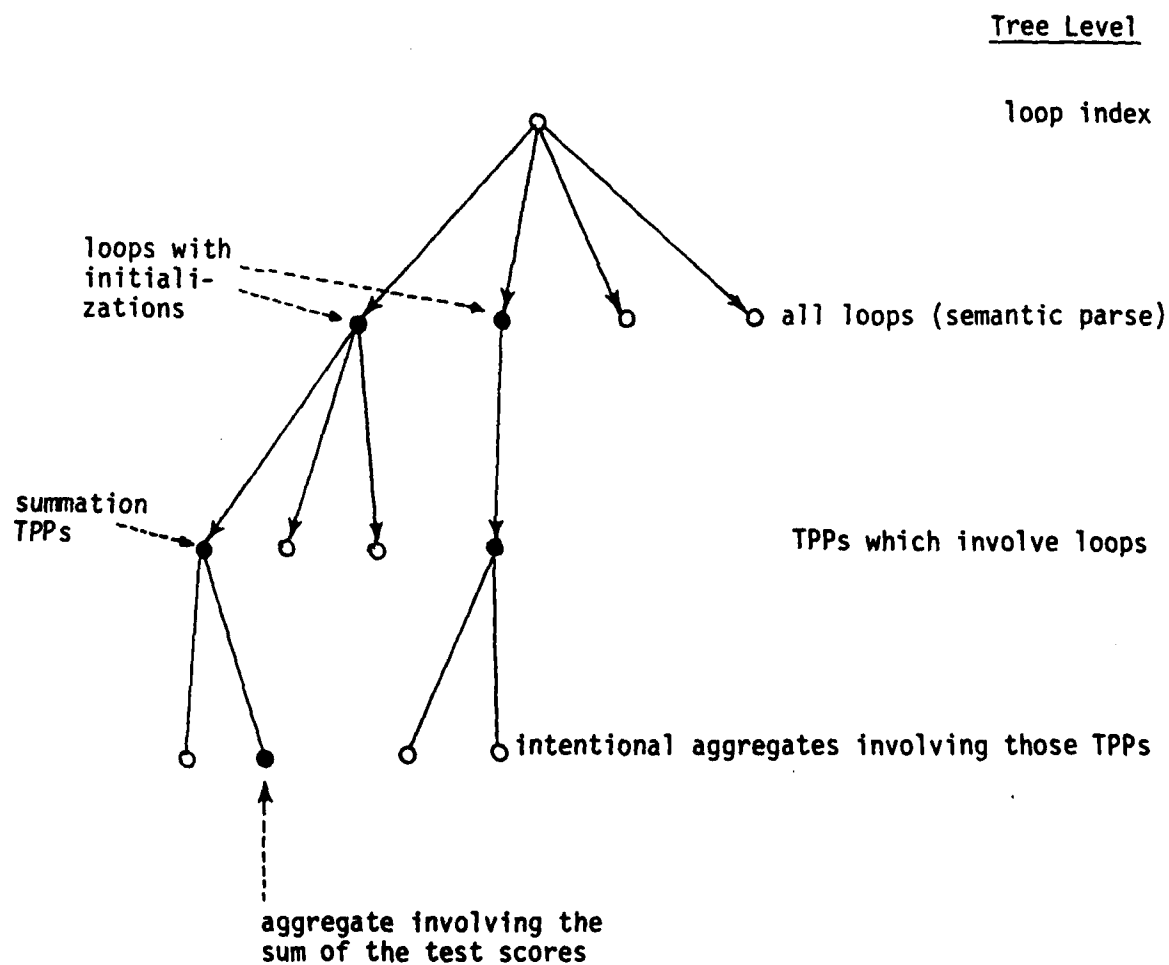 Tree Level
loop index
loops with
initiali-
zations
all loops (semantic parse)
summation
TPPs
TPPs which involve loops
intentional aggregates involving those TPPs
aggregate involving the
sum of the test scores